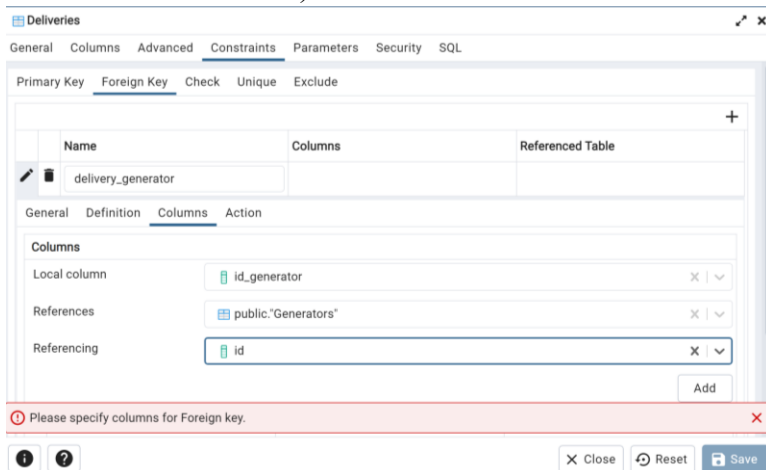 Deliveries
General Columns Advanced Constraints Parameters Security SQL
Primary Key Foreign Key Check Unique Exclude
Name Columns Referenced Table
delivery_generator
General Definition Columns Action
Columns
Local column id_generator
References public."Generators"
Referencing id
Add
Please specify columns for Foreign key.
Close Reset Save